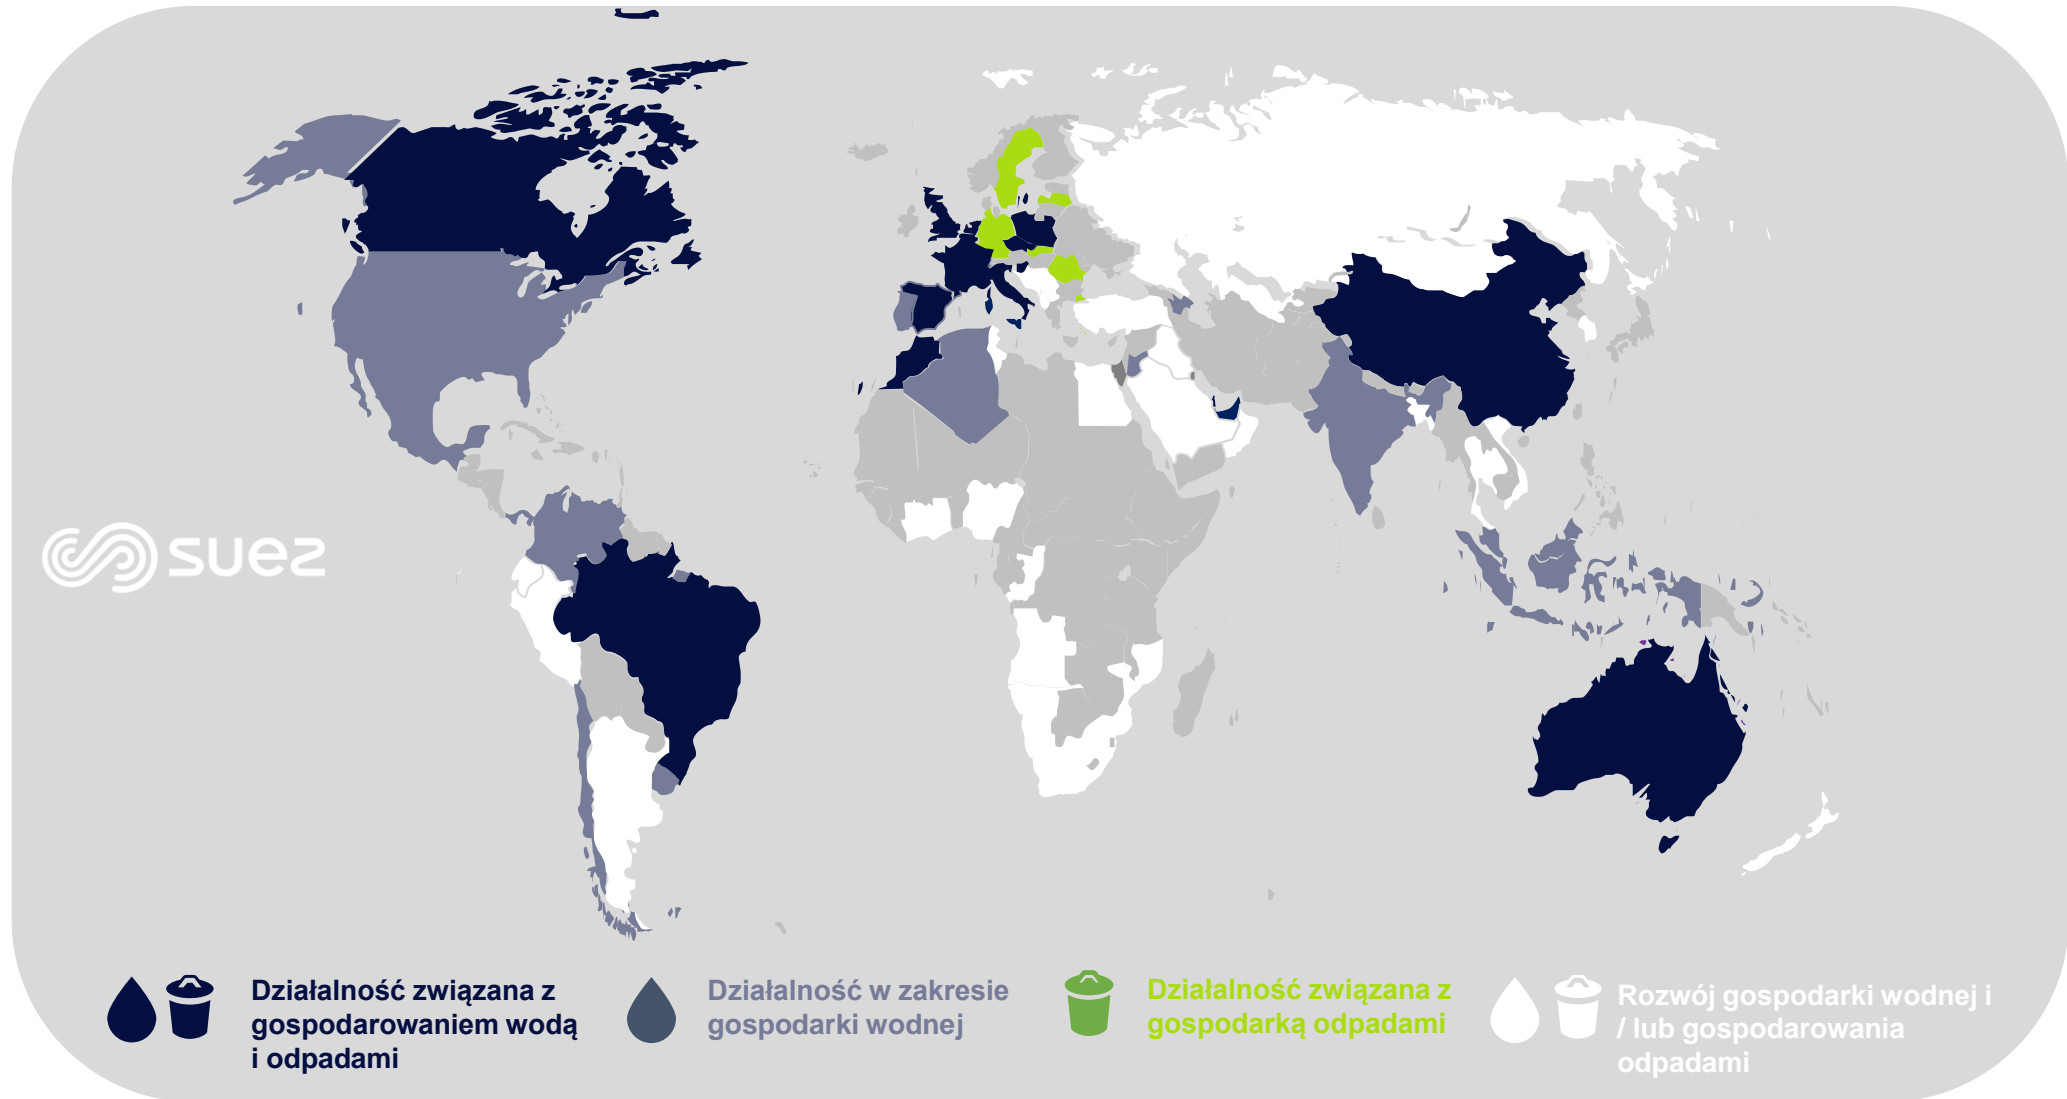 suez
Działalność związana z
gospodarowaniem wodą
i odpadami
Działalność w zakresie
gospodarki wodnej
Działalność związana z
gospodarką odpadami
Rozwój gospodarki wodnej i
/ lub gospodarowania
odpadami